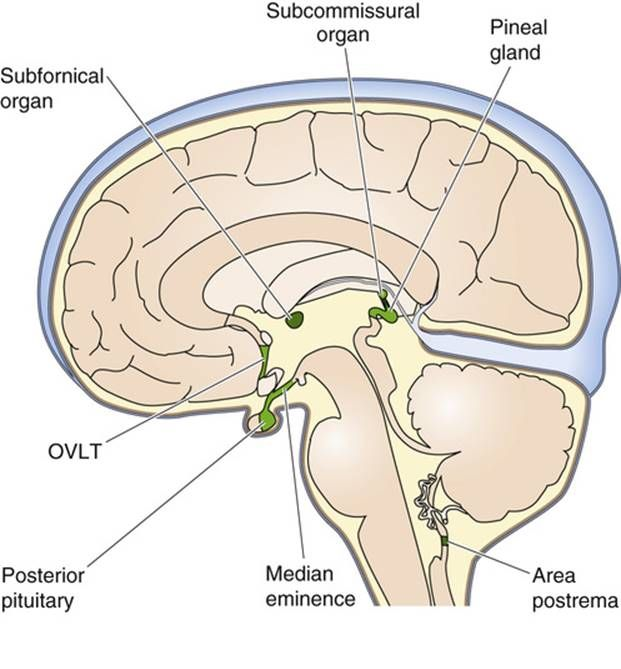 Subcommissural
organ
Pineal
gland
Subfornical
organ
OVLT
Posterior
pituitary
Median
eminence
Area
postrema